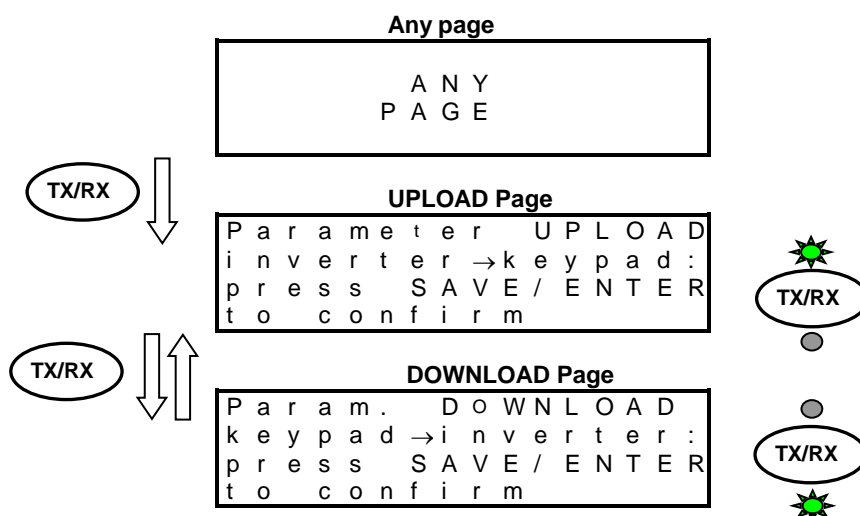 Any page
ANY
PAGE
TX/RX
UPLOAD Page
Parameter UPLOAD
inverter→keypad:
press SAVE/ENTER
to confirm
TX/RX
TX/RX
DOWNLOAD Page
Param. DOWNLOAD
keypad→inverter:
press SAVE/ENTER
to confirm
TX/RX